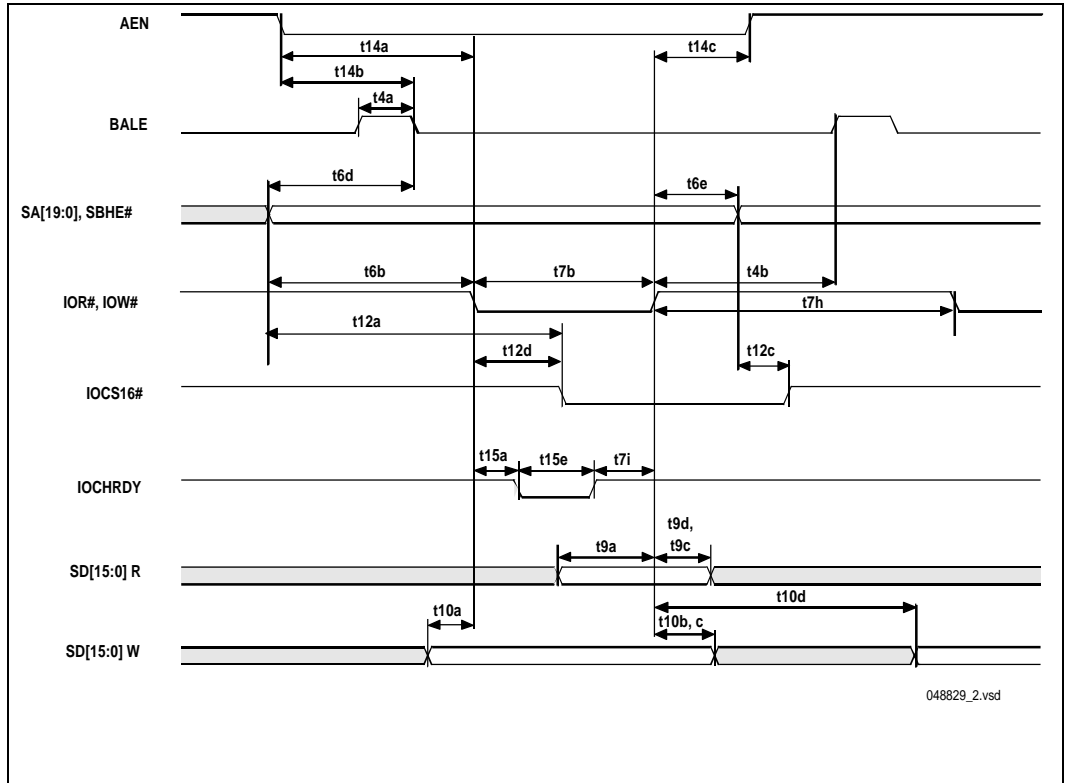 AEN
t14a
t14c
t14b
t4a
BALE
t6d
t6e
SA[19:0], SBHE#
t6b
t7b
t4b
IOR#, IOW#
t7h
t12a
t12d
t12c
IOCS16#
t15a
t15e
t7i
IOCHRDY
t9d,
t9a
t9c
SD[15:0] R
t10d
t10a
t10b, c
SD[15:0] W
048829_2.vsd